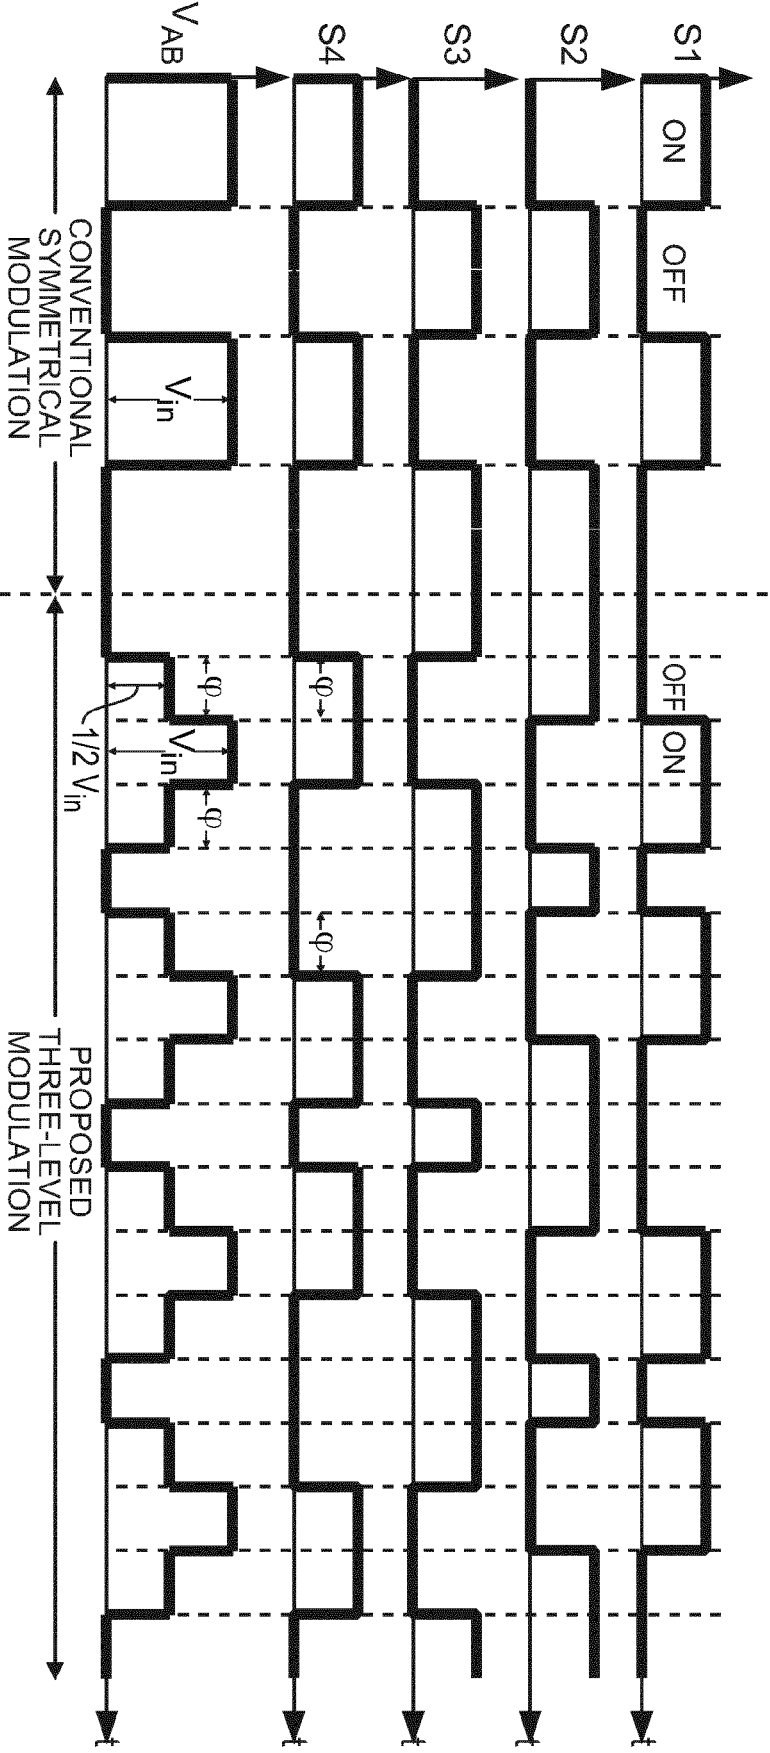 S1
ON
OFF
OFF
ON
S2
S3
S4
φ
φ
V_AB
V_in
φ
V_in
φ
1/2 V_in
CONVENTIONAL
SYMMETRICAL
MODULATION
PROPOSED
THREE-LEVEL
MODULATION
t
t
t
t
t